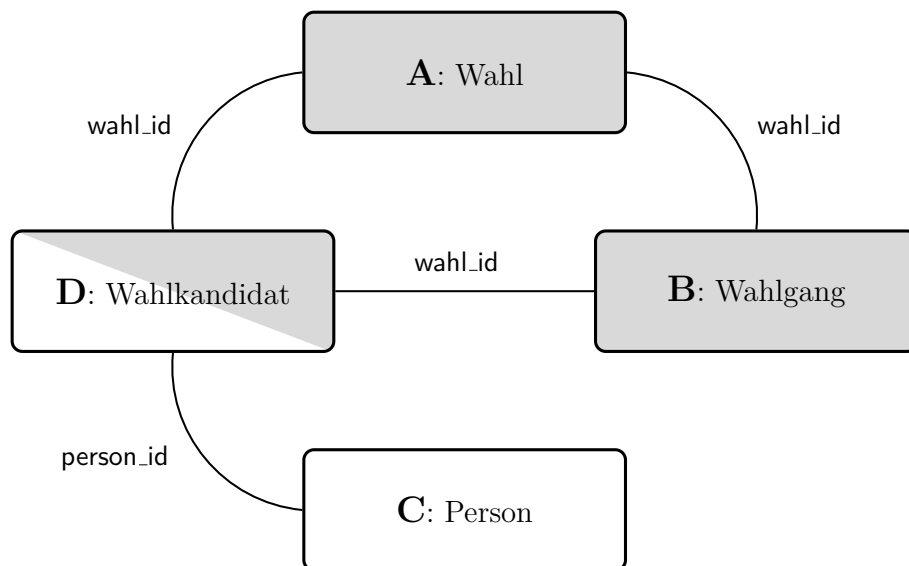 A: Wahl
wahl_id
wahl_id
D: Wahlkandidat
wahl_id
B: Wahlgang
person_id
C: Person